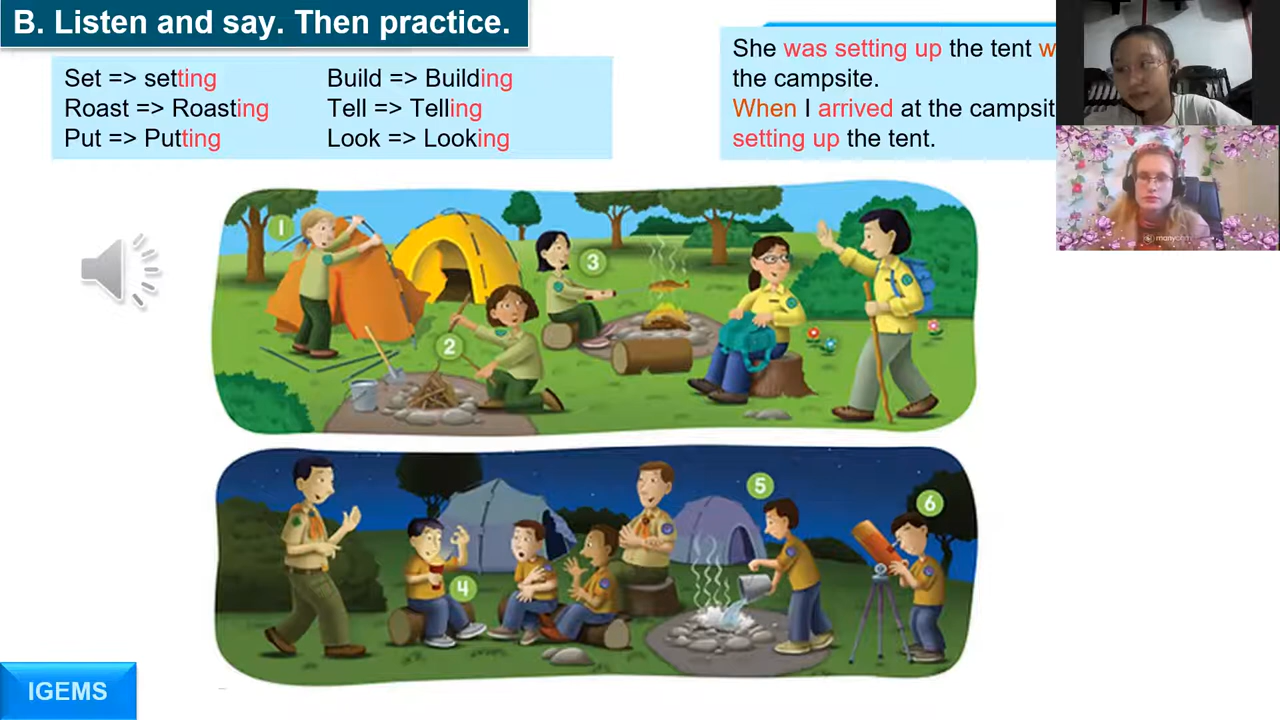 B. Listen and say. Then practice.
Set => setting
Roast => Roasting
Put => Putting
Build => Building
Tell => Telling
Look => Looking
She was setting up the tent w
the campsite.
When I arrived at the campsit
setting up the tent.
1
2
3
4
5
6
IGEMS